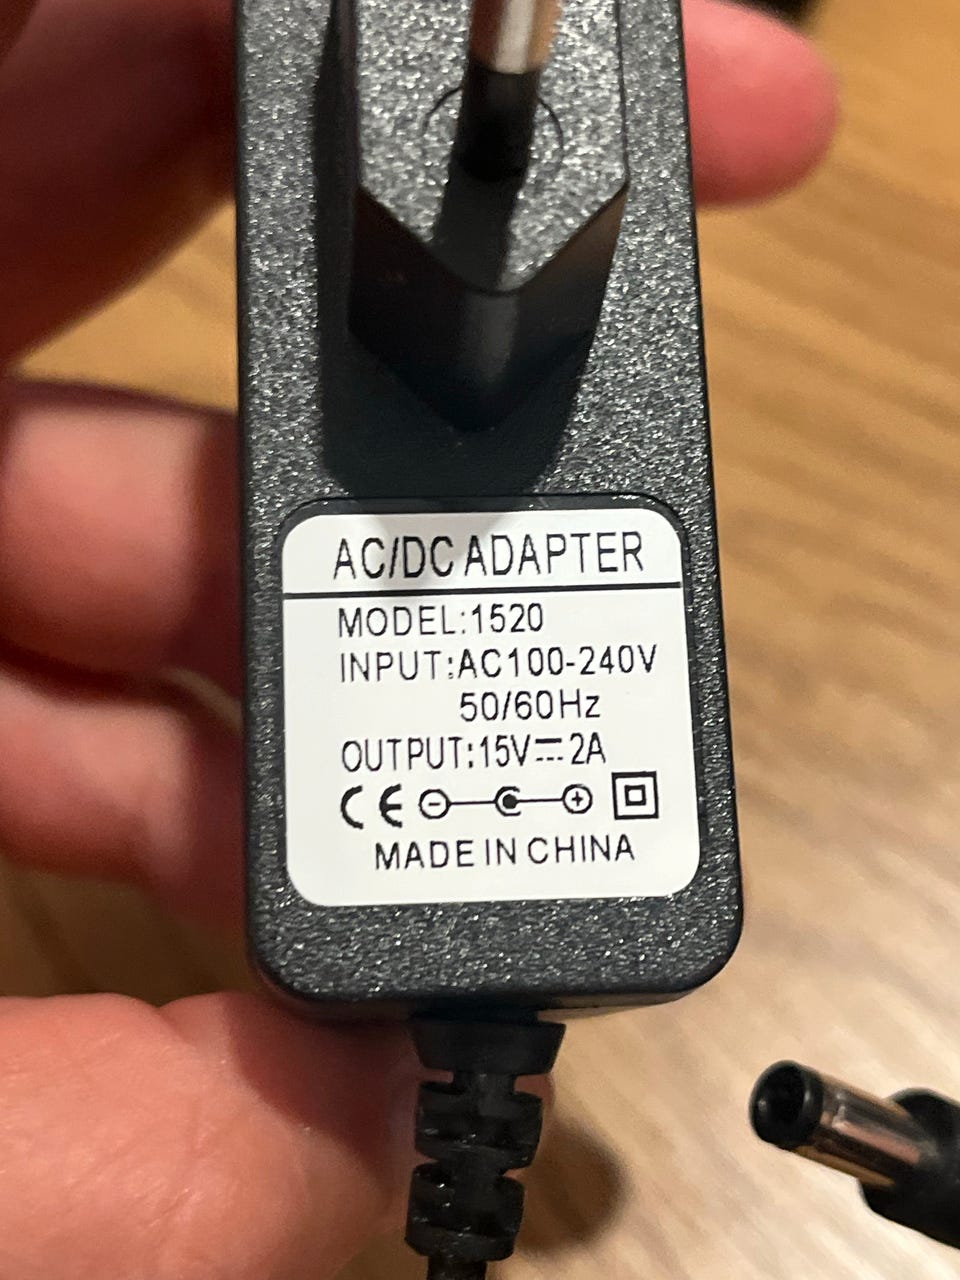 AC/DC ADAPTER
MODEL:1520
INPUT:AC100-240V
50/60Hz
OUTPUT:15V⎓2A
CE
MADE IN CHINA